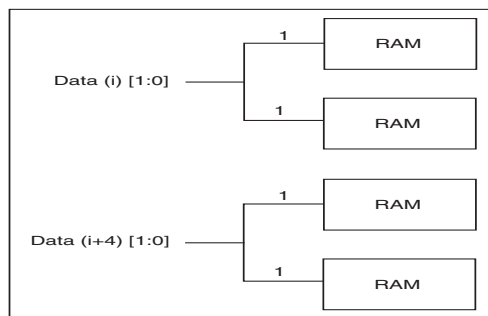 1
RAM
Data (i) [1:0]
1
RAM
1
RAM
Data (i+4) [1:0]
1
RAM